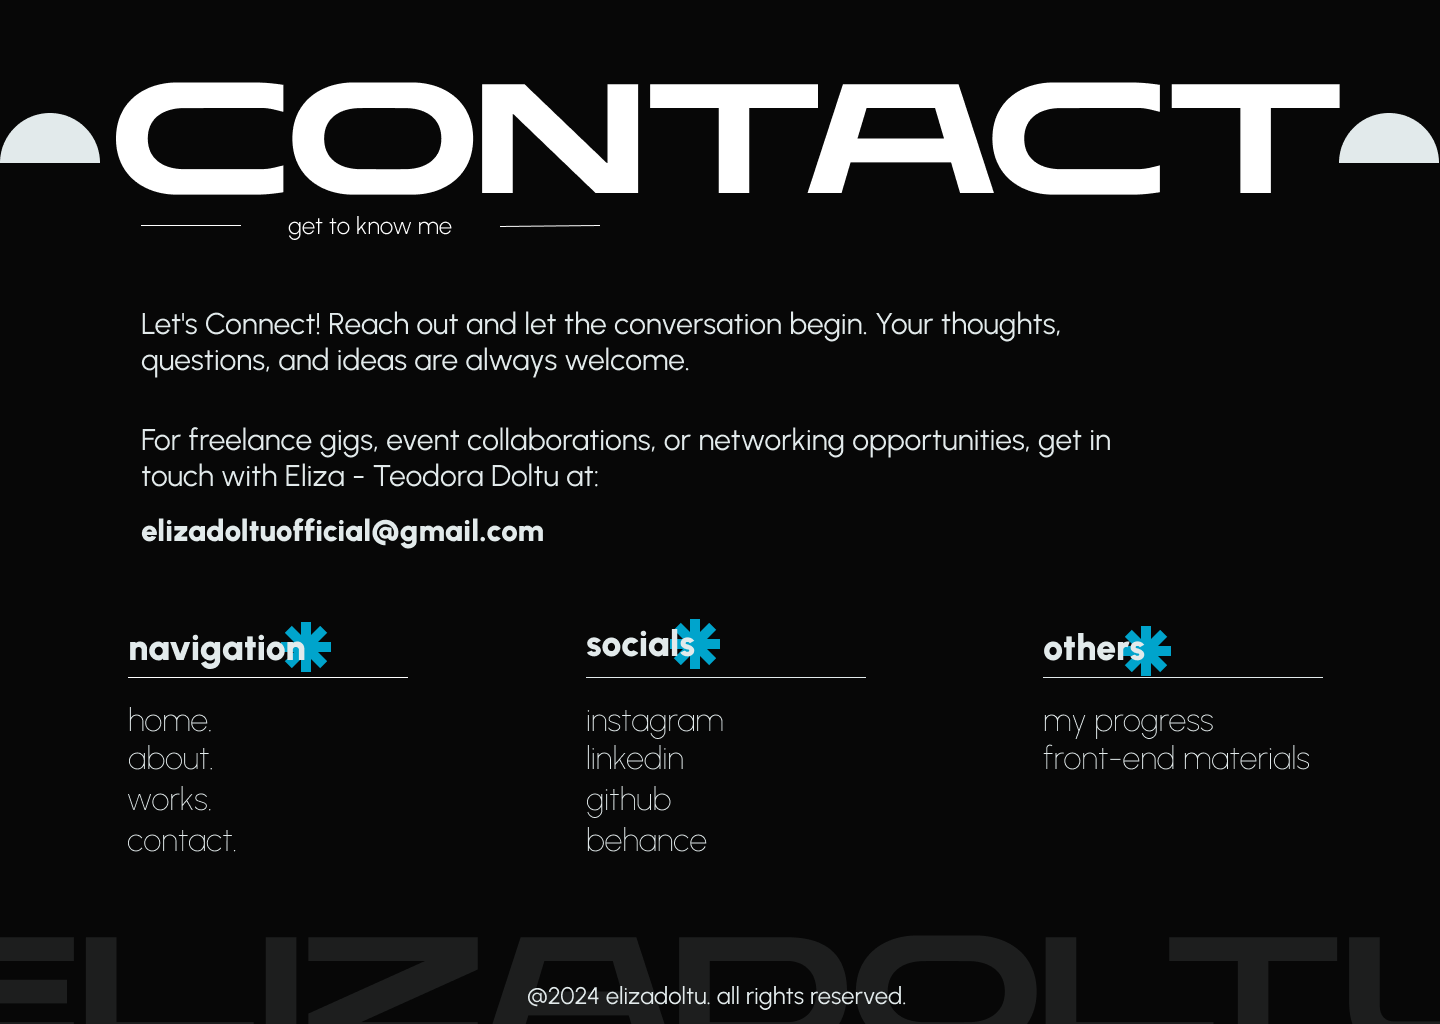 CONTACT
get to know me
Let's Connect! Reach out and let the conversation begin. Your thoughts,
questions, and ideas are always welcome.
For freelance gigs, event collaborations, or networking opportunities, get in
touch with Eliza - Teodora Doltu at:
elizadoltuofficial@gmail.com
navigation
home.
about.
works.
contact.
socials
instagram
linkedin
github
behance
others
my progress
front-end materials
ELIZADOLTU
@2024 elizadoltu. all rights reserved.